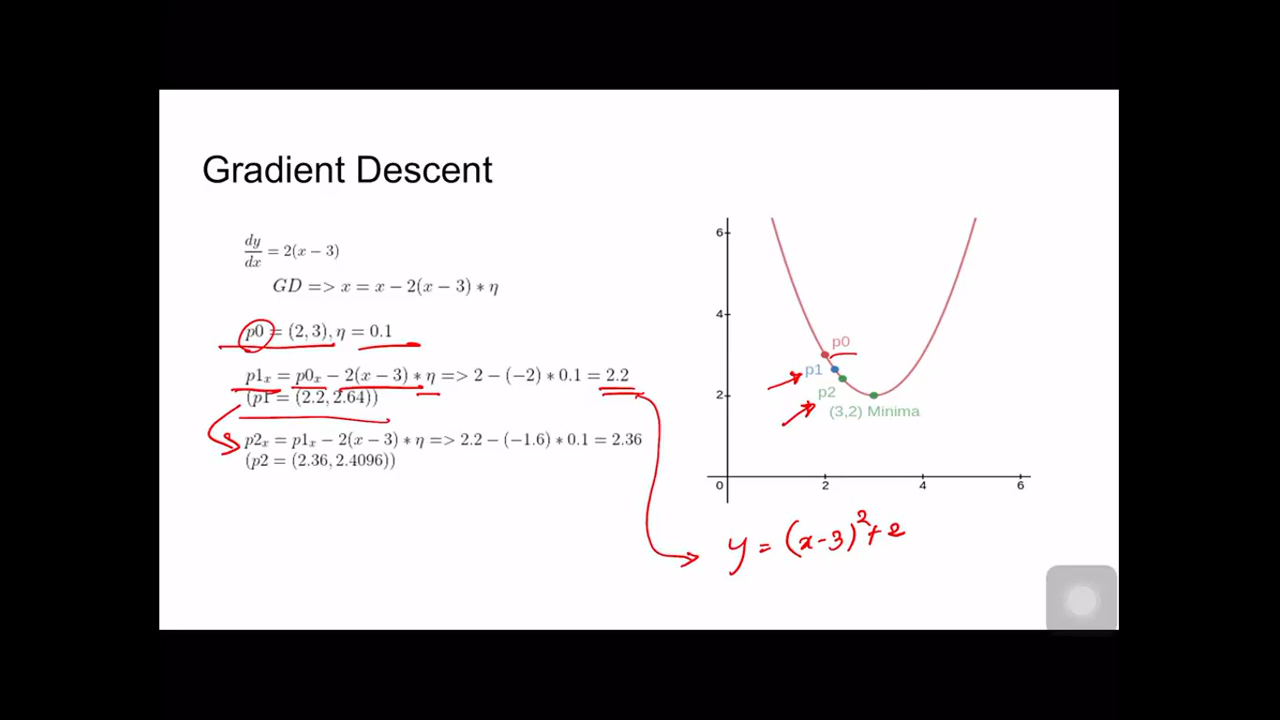 Gradient Descent
dy/dx = 2(x − 3)
GD => x = x − 2(x − 3) ∗ η
p0 = (2, 3), η = 0.1
p1ₓ = p0ₓ − 2(x − 3) ∗ η => 2 − (−2) ∗ 0.1 = 2.2
(p1 = (2.2, 2.64))
p2ₓ = p1ₓ − 2(x − 3) ∗ η => 2.2 − (−1.6) ∗ 0.1 = 2.36
(p2 = (2.36, 2.4096))
6
4
2
p0
p1
p2
(3,2) Minima
0 2 4 6
y = (x-3)² + 2